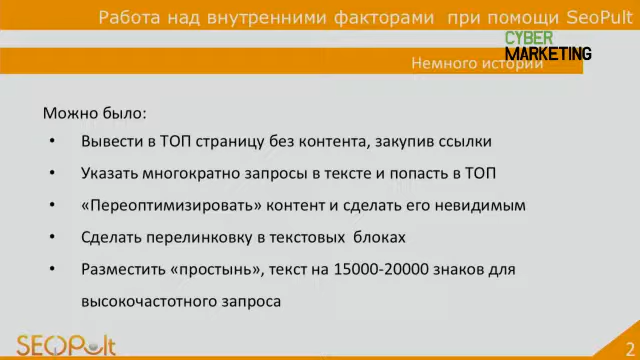 Работа над внутренними факторами при помощи SeoPult
CYBER
MARKETING
Немного истории
Можно было:
• Вывести в ТОП страницу без контента, закупив ссылки
• Указать многократно запросы в тексте и попасть в ТОП
• «Переоптимизировать» контент и сделать его невидимым
• Сделать перелинковку в текстовых блоках
• Разместить «простынь», текст на 15000-20000 знаков для
высокочастотного запроса
SEOPult
2